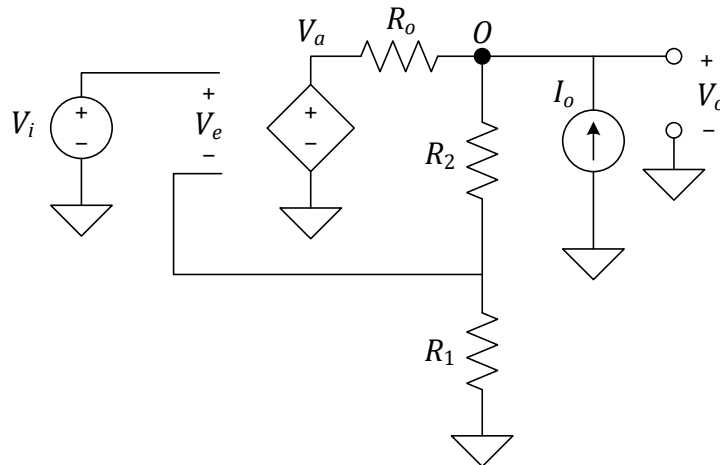 V_a
R_o
O
V_i
+
−
+
V_e
−
+
−
R_2
I_o
+
V_o
−
R_1